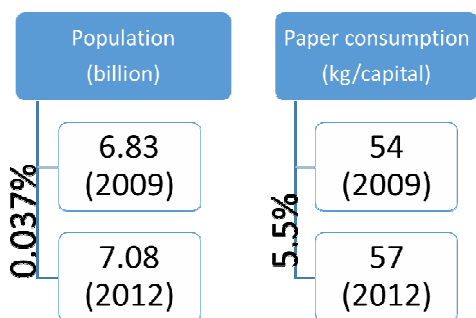 Population
(billion)
0.037%
6.83
(2009)
7.08
(2012)
Paper consumption
(kg/capital)
5.5%
54
(2009)
57
(2012)